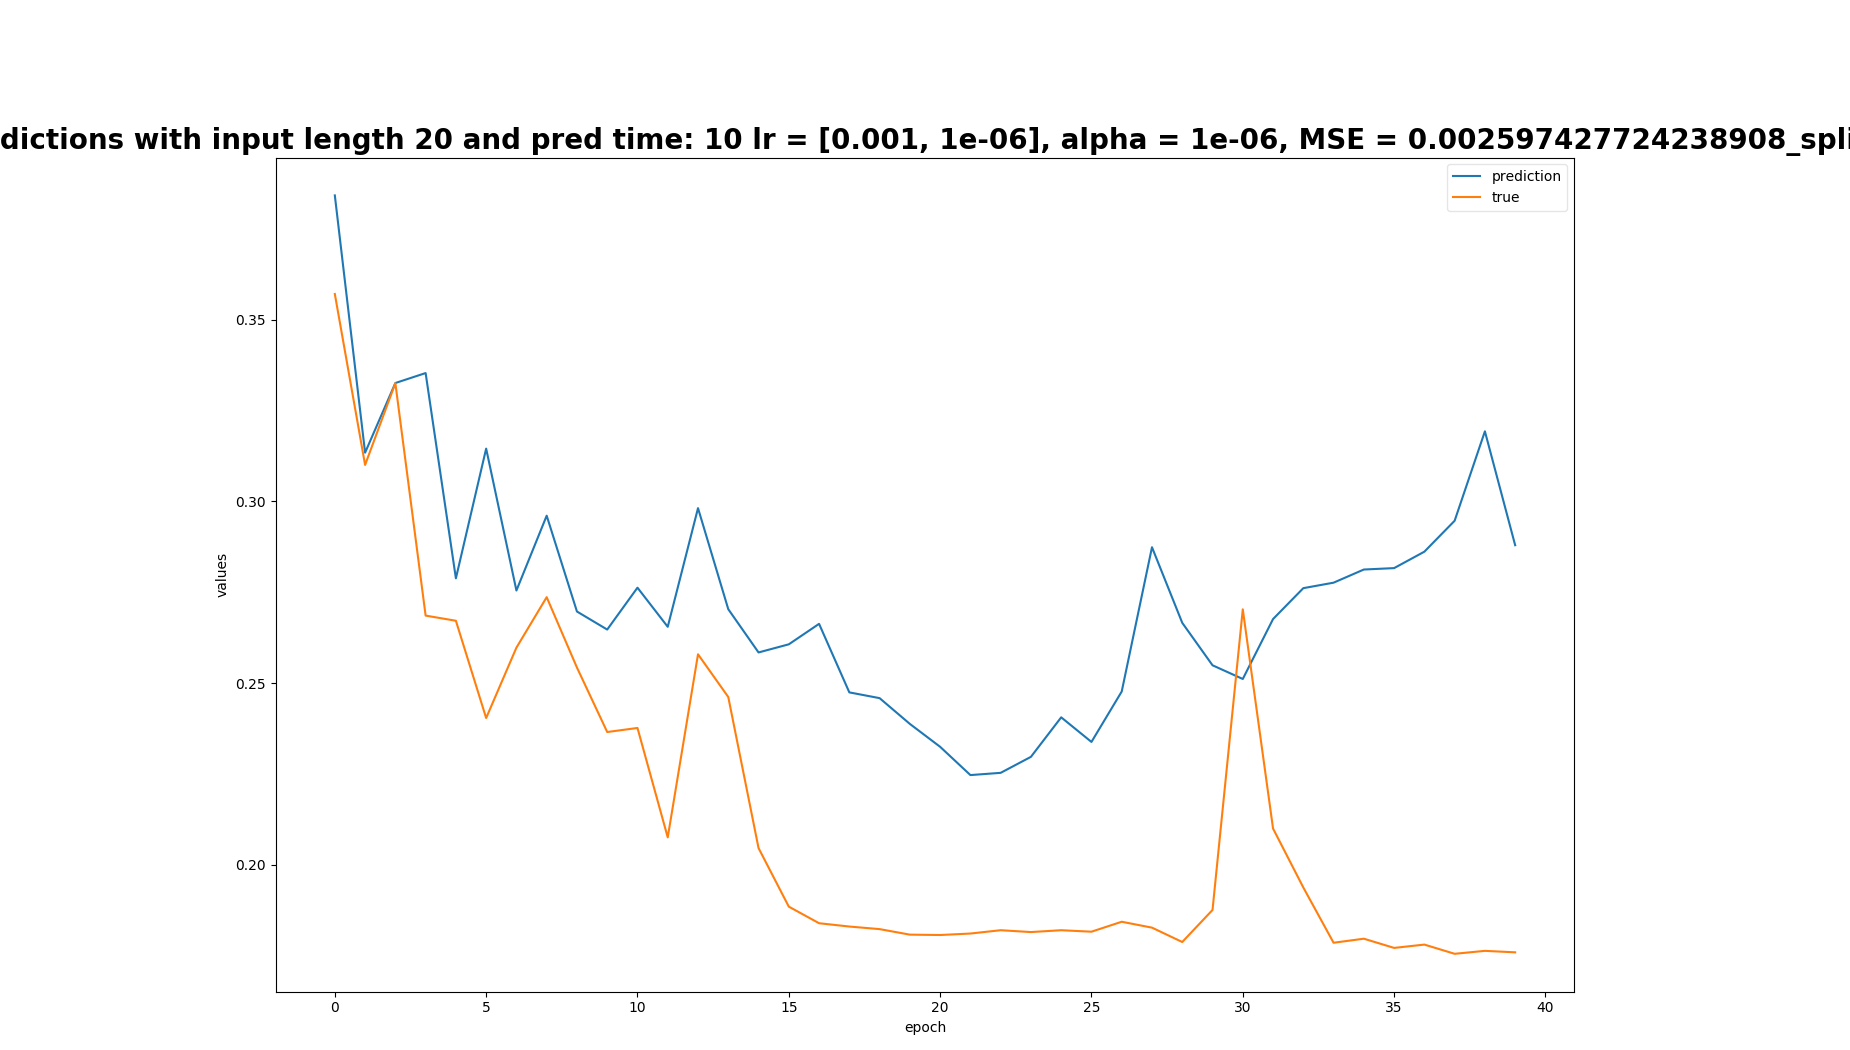 dictions with input length 20 and pred time: 10 lr = [0.001, 1e-06], alpha = 1e-06, MSE = 0.002597427724238908_spli
prediction
true
0.35
0.30
0.25
0.20
values
0 5 10 15 20 25 30 35 40
epoch